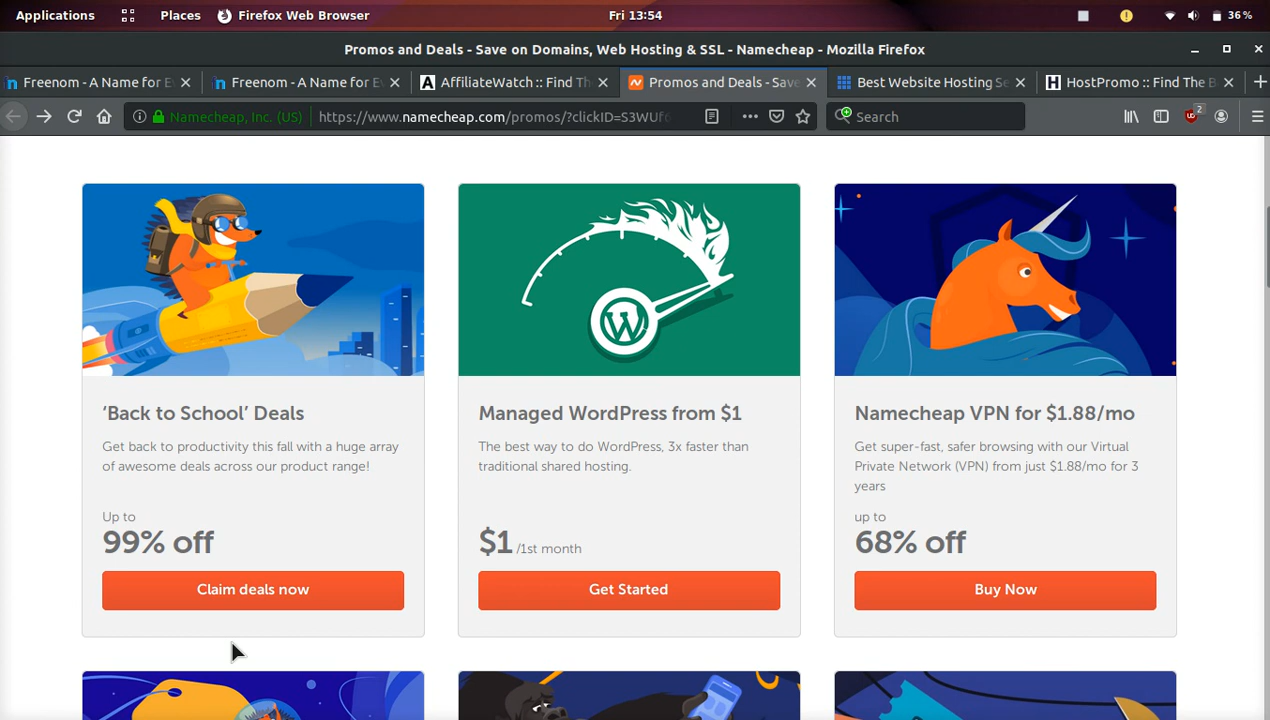 Applications Places Firefox Web Browser Fri 13:54 36%
Promos and Deals - Save on Domains, Web Hosting & SSL - Namecheap - Mozilla Firefox
Freenom - A Name for Ev Freenom - A Name for Ev AffiliateWatch :: Find Th Promos and Deals - Save Best Website Hosting Se HostPromo :: Find The B
Namecheap, Inc. (US) https://www.namecheap.com/promos/?clickID=S3WUf Search 2
‘Back to School’ Deals
Get back to productivity this fall with a huge array
of awesome deals across our product range!
Up to
99% off
Claim deals now
Managed WordPress from $1
The best way to do WordPress, 3x faster than
traditional shared hosting.
$1 /1st month
Get Started
Namecheap VPN for $1.88/mo
Get super-fast, safer browsing with our Virtual
Private Network (VPN) from just $1.88/mo for 3
years
up to
68% off
Buy Now